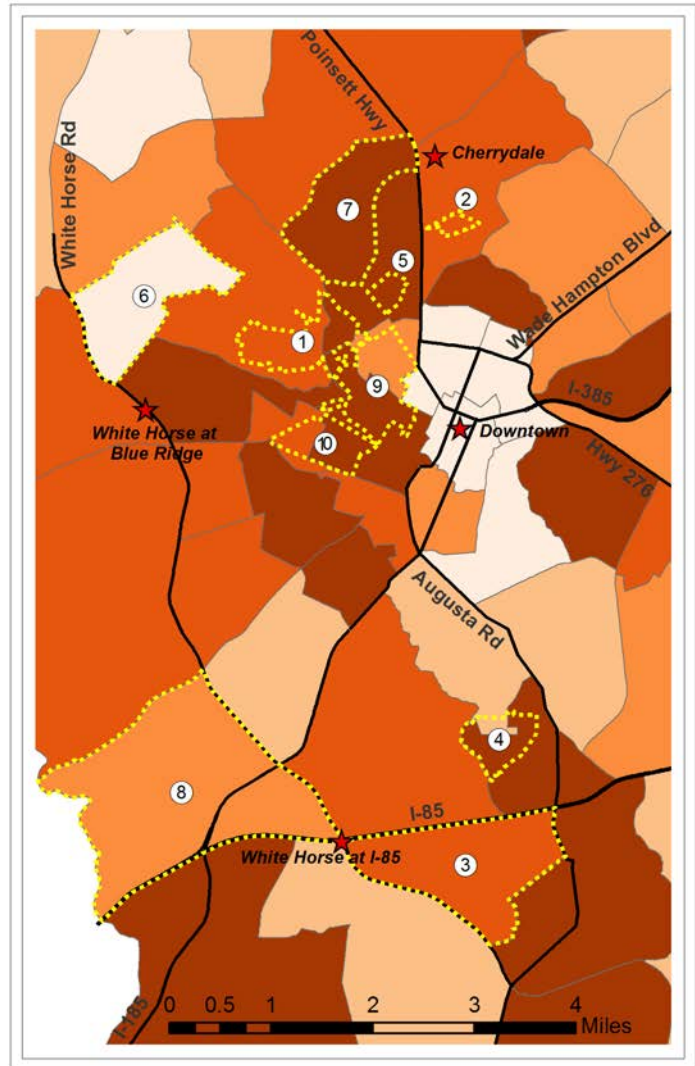 Poinsett Hwy
White Horse Rd
Cherrydale
7
2
5
6
Wade Hampton Blvd
1
9
I-385
White Horse at
Blue Ridge
10
Downtown
Hwy 276
Augusta Rd
4
8
I-85
White Horse at I-85
3
I-185
0 0.5 1 2 3 4
Miles